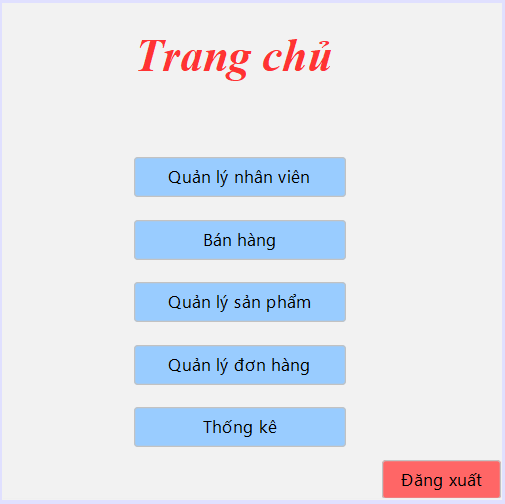 Trang chủ
Quản lý nhân viên
Bán hàng
Quản lý sản phẩm
Quản lý đơn hàng
Thống kê
Đăng xuất